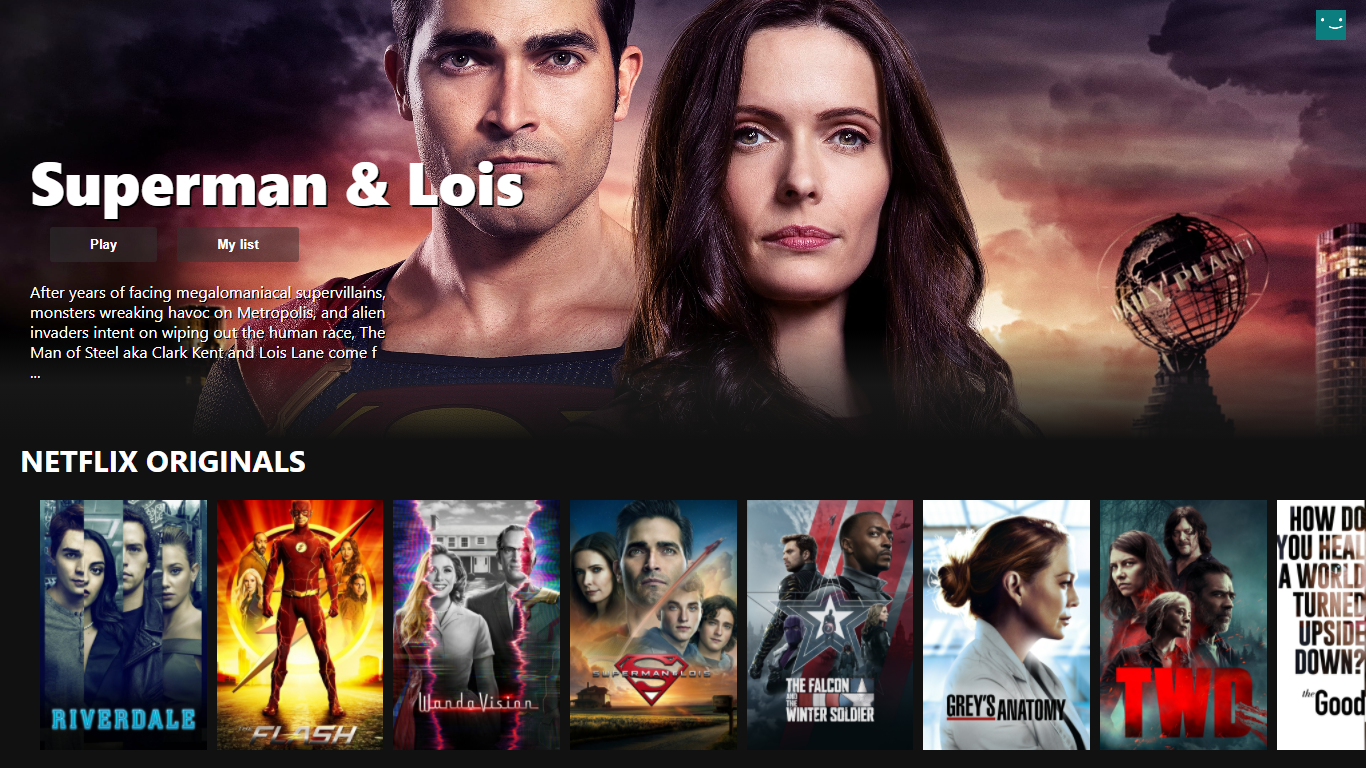 Superman & Lois
Play
My list
After years of facing megalomaniacal supervillains,
monsters wreaking havoc on Metropolis, and alien
invaders intent on wiping out the human race, The
Man of Steel aka Clark Kent and Lois Lane come f
...
DAILY PLANET
NETFLIX ORIGINALS
RIVERDALE
THE FLASH
WandaVision
SUPERMAN & LOIS
THE FALCON
AND THE
WINTER SOLDIER
GREY'S ANATOMY
TWD
HOW DO
YOU HEAL
A WORLD
TURNED
UPSIDE
DOWN?
the Good